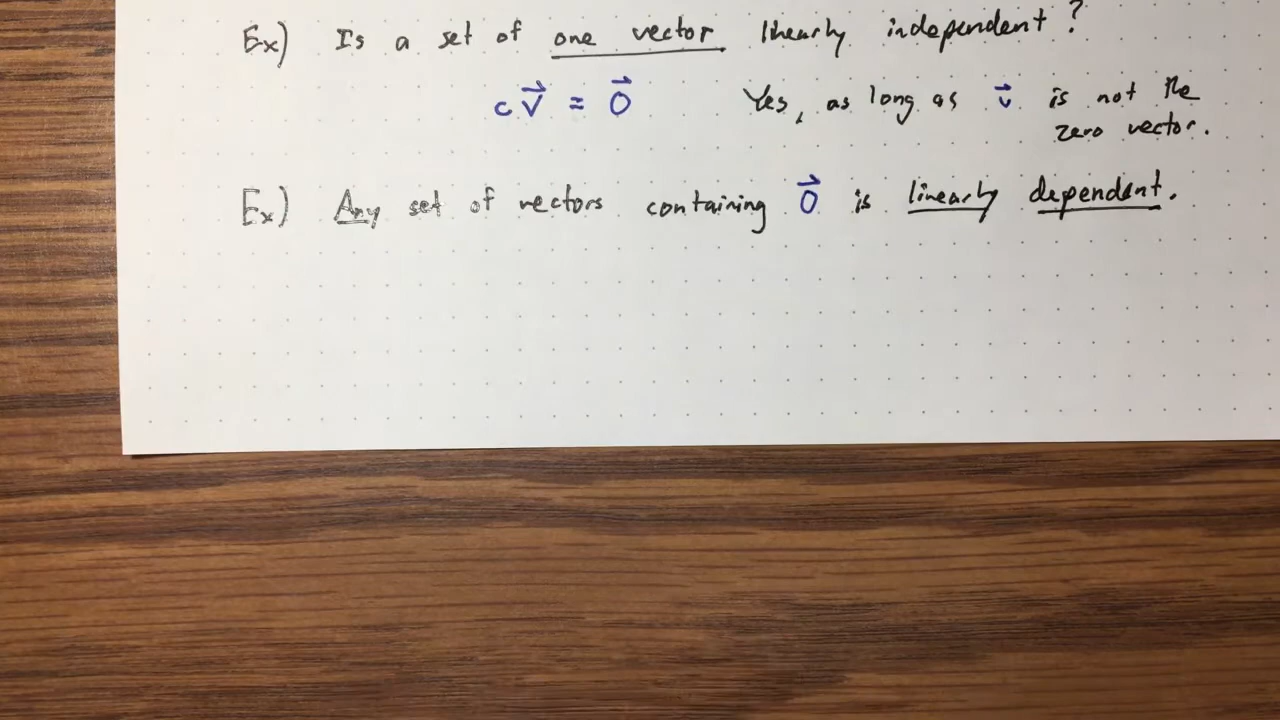 Ex) Is a set of one vector linearly independent?
c v⃗ = 0⃗ Yes, as long as v⃗ is not the
zero vector.
Ex) Any set of vectors containing 0⃗ is linearly dependent.